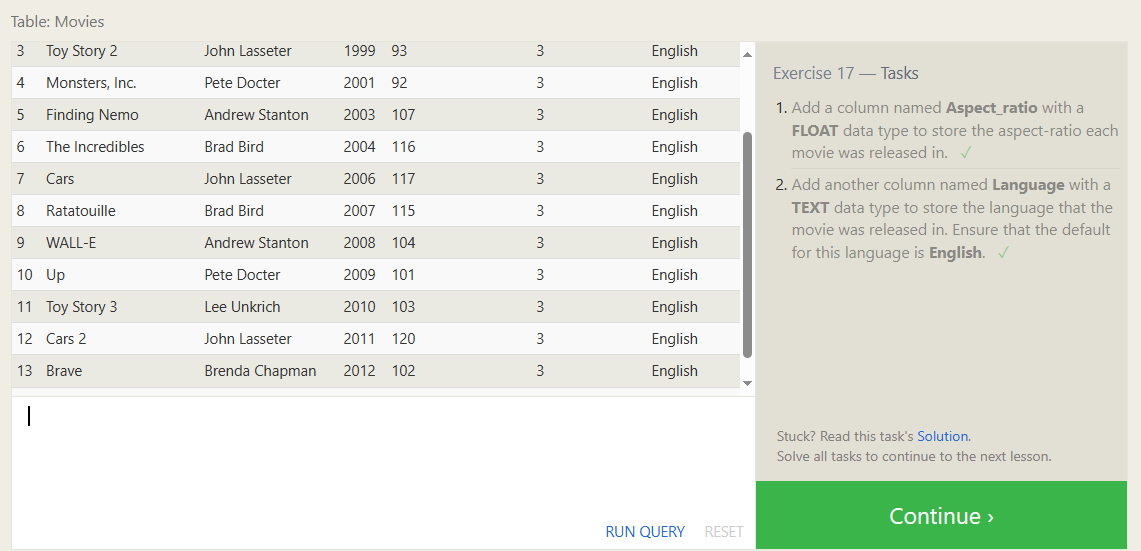 Table: Movies
3 Toy Story 2 John Lasseter 1999 93 3 English
4 Monsters, Inc. Pete Docter 2001 92 3 English
5 Finding Nemo Andrew Stanton 2003 107 3 English
6 The Incredibles Brad Bird 2004 116 3 English
7 Cars John Lasseter 2006 117 3 English
8 Ratatouille Brad Bird 2007 115 3 English
9 WALL-E Andrew Stanton 2008 104 3 English
10 Up Pete Docter 2009 101 3 English
11 Toy Story 3 Lee Unkrich 2010 103 3 English
12 Cars 2 John Lasseter 2011 120 3 English
13 Brave Brenda Chapman 2012 102 3 English
RUN QUERY RESET
Exercise 17 — Tasks
1. Add a column named Aspect_ratio with a
FLOAT data type to store the aspect-ratio each
movie was released in. ✓
2. Add another column named Language with a
TEXT data type to store the language that the
movie was released in. Ensure that the default
for this language is English. ✓
Stuck? Read this task's Solution.
Solve all tasks to continue to the next lesson.
Continue ›